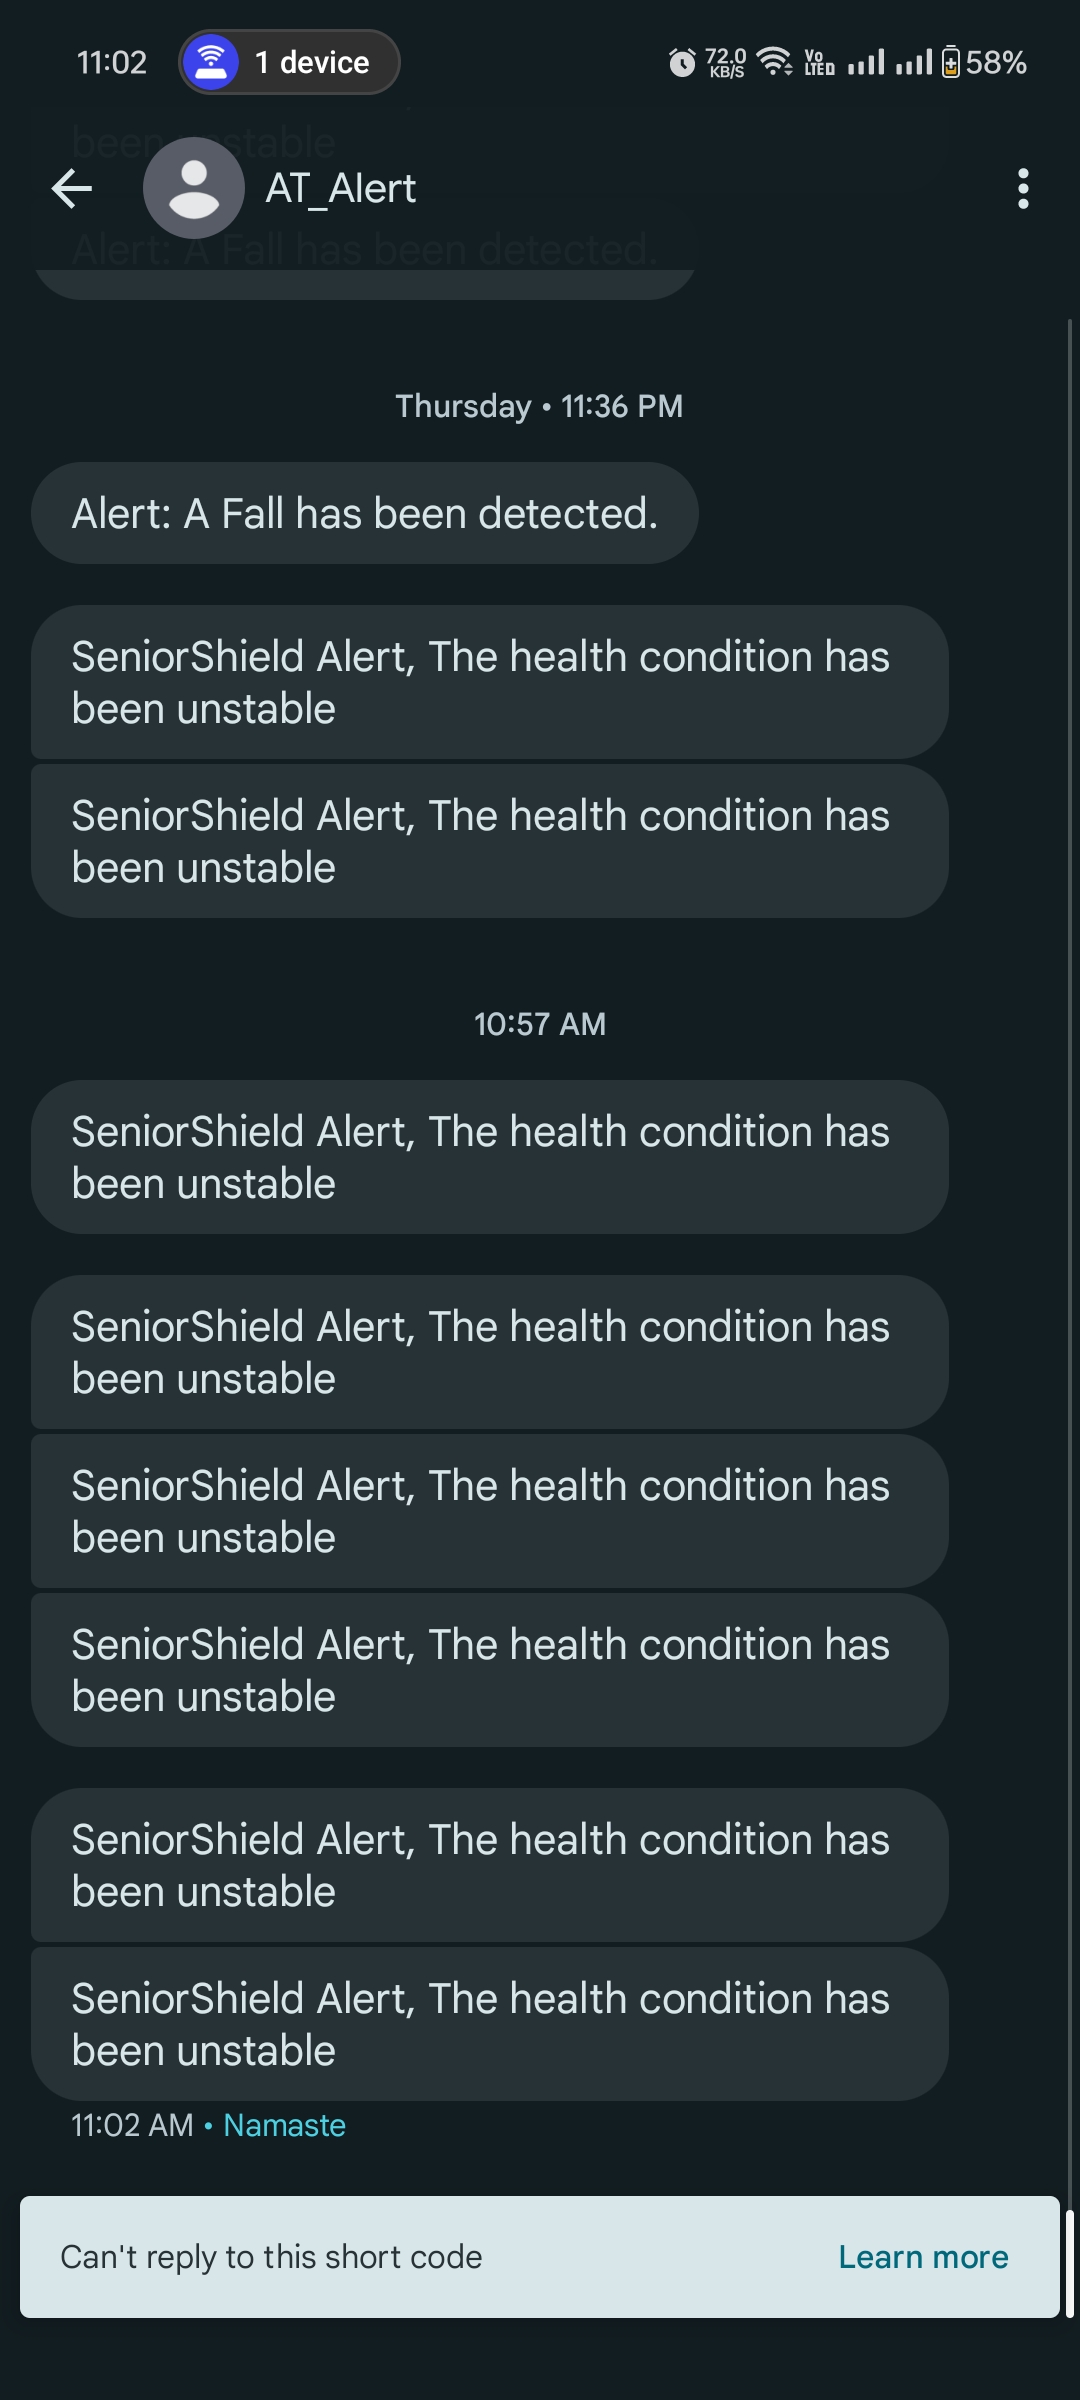 11:02
1 device
72.0
KB/S
Vo
LTED
58%
been unstable
AT_Alert
Alert: A Fall has been detected.
Thursday • 11:36 PM
Alert: A Fall has been detected.
SeniorShield Alert, The health condition has
been unstable
SeniorShield Alert, The health condition has
been unstable
10:57 AM
SeniorShield Alert, The health condition has
been unstable
SeniorShield Alert, The health condition has
been unstable
SeniorShield Alert, The health condition has
been unstable
SeniorShield Alert, The health condition has
been unstable
SeniorShield Alert, The health condition has
been unstable
SeniorShield Alert, The health condition has
been unstable
11:02 AM • Namaste
Can't reply to this short code
Learn more